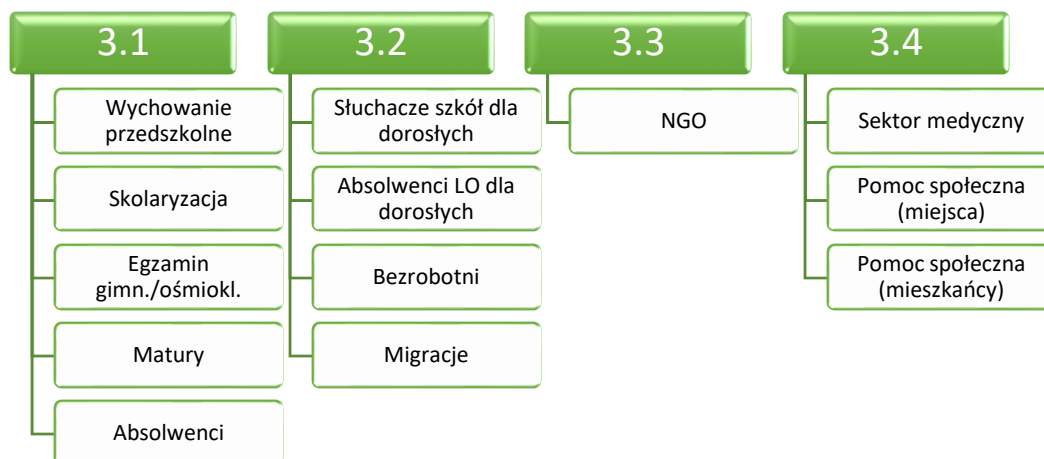 3.1
Wychowanie
przedszkolne
Skolaryzacja
Egzamin
gimn./ośmiokl.
Matury
Absolwenci
3.2
Słuchacze szkół dla
dorosłych
Absolwenci LO dla
dorosłych
Bezrobotni
Migracje
3.3
NGO
3.4
Sektor medyczny
Pomoc społeczna
(miejsca)
Pomoc społeczna
(mieszkańcy)